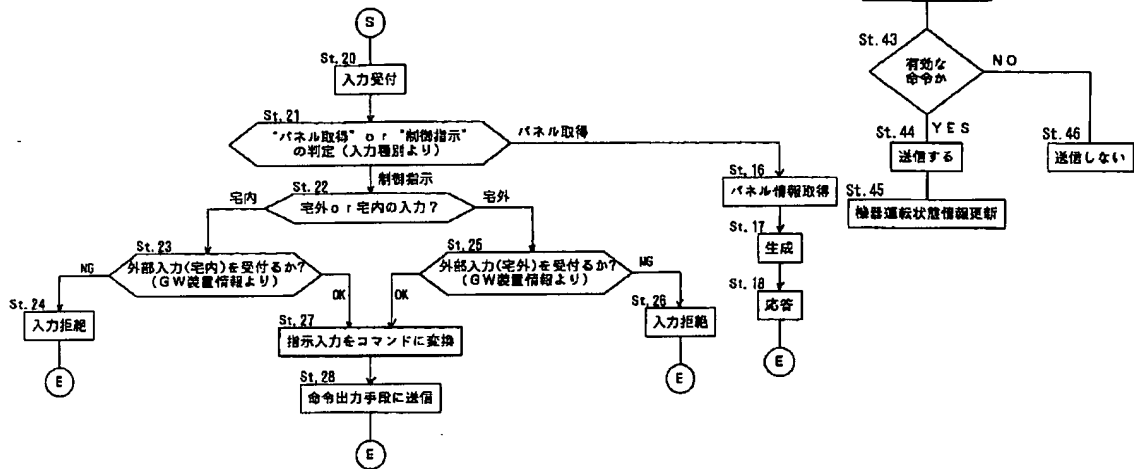 S
St.20
入力受付
St.21
"パネル取得" or "制御指示"
の判定（入力種別より）
パネル取得
制御指示
St.22
宅外or宅内の入力？
宅内
宅外
St.23
外部入力(宅内)を受付るか？
(GW装置情報より)
NG
OK
St.24
入力拒絶
E
St.25
外部入力(宅外)を受付るか？
(GW装置情報より)
OK
NG
St.26
入力拒絶
E
St.27
指示入力をコマンドに変換
St.28
命令出力手段に送信
E
St.16
パネル情報取得
St.17
生成
St.18
応答
E
St.43
有効な
命令か
NO
YES
St.44
送信する
St.45
機器運転状態情報更新
St.46
送信しない